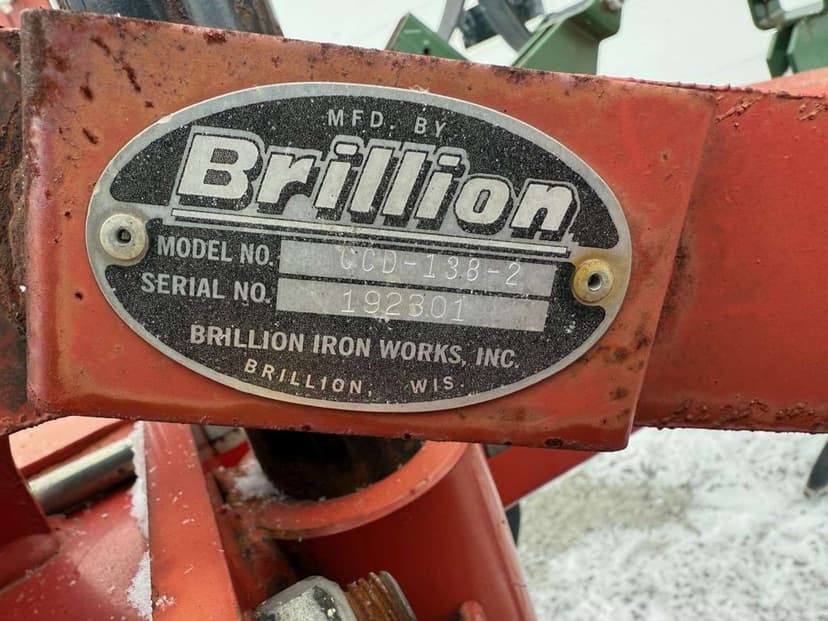 MFD. BY
Brillion
MODEL NO. CCD-138-2
SERIAL NO. 192301
BRILLION IRON WORKS, INC.
BRILLION, WIS.